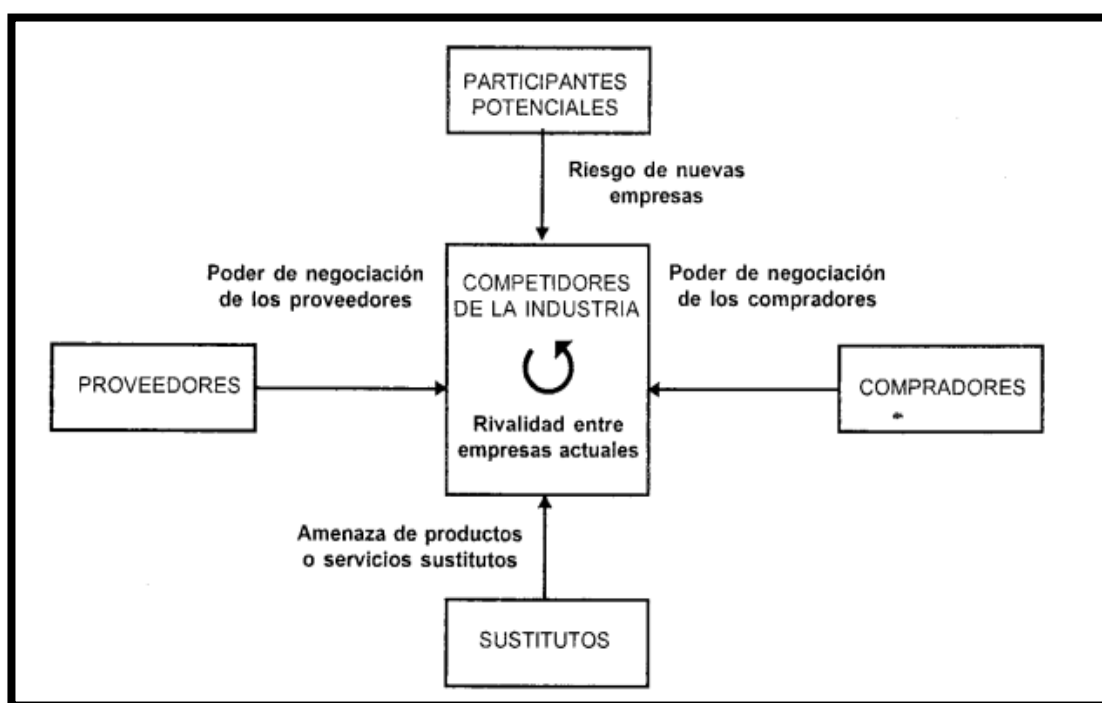 PARTICIPANTES
POTENCIALES
Riesgo de nuevas
empresas
Poder de negociación
de los proveedores
COMPETIDORES
DE LA INDUSTRIA
Poder de negociación
de los compradores
PROVEEDORES
COMPRADORES
Rivalidad entre
empresas actuales
Amenaza de productos
o servicios sustitutos
SUSTITUTOS